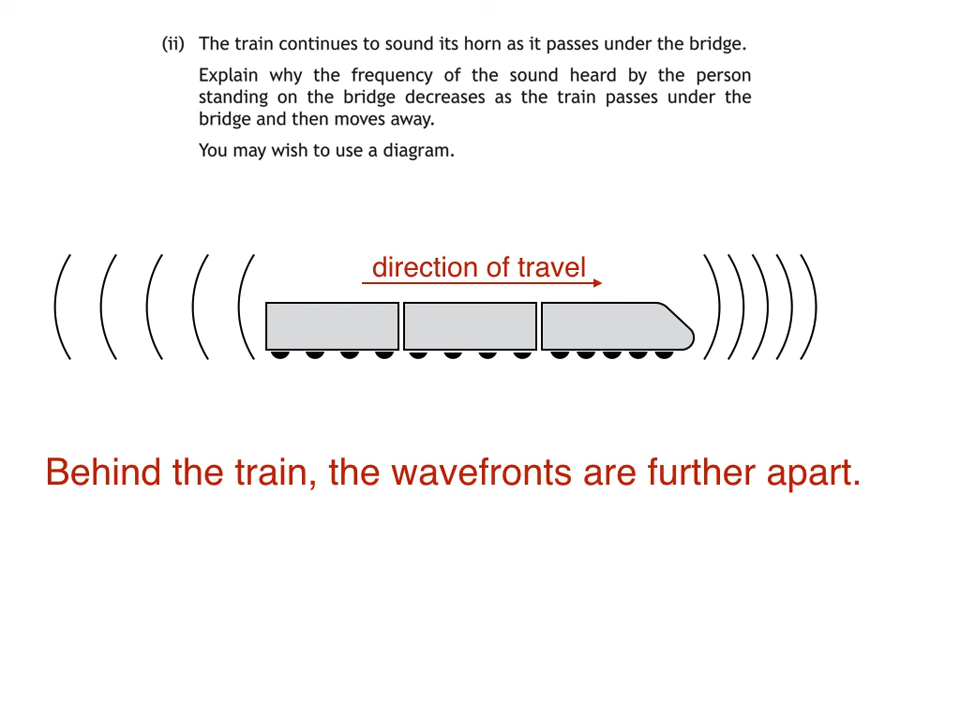 (ii) The train continues to sound its horn as it passes under the bridge.
Explain why the frequency of the sound heard by the person
standing on the bridge decreases as the train passes under the
bridge and then moves away.
You may wish to use a diagram.
direction of travel
Behind the train, the wavefronts are further apart.